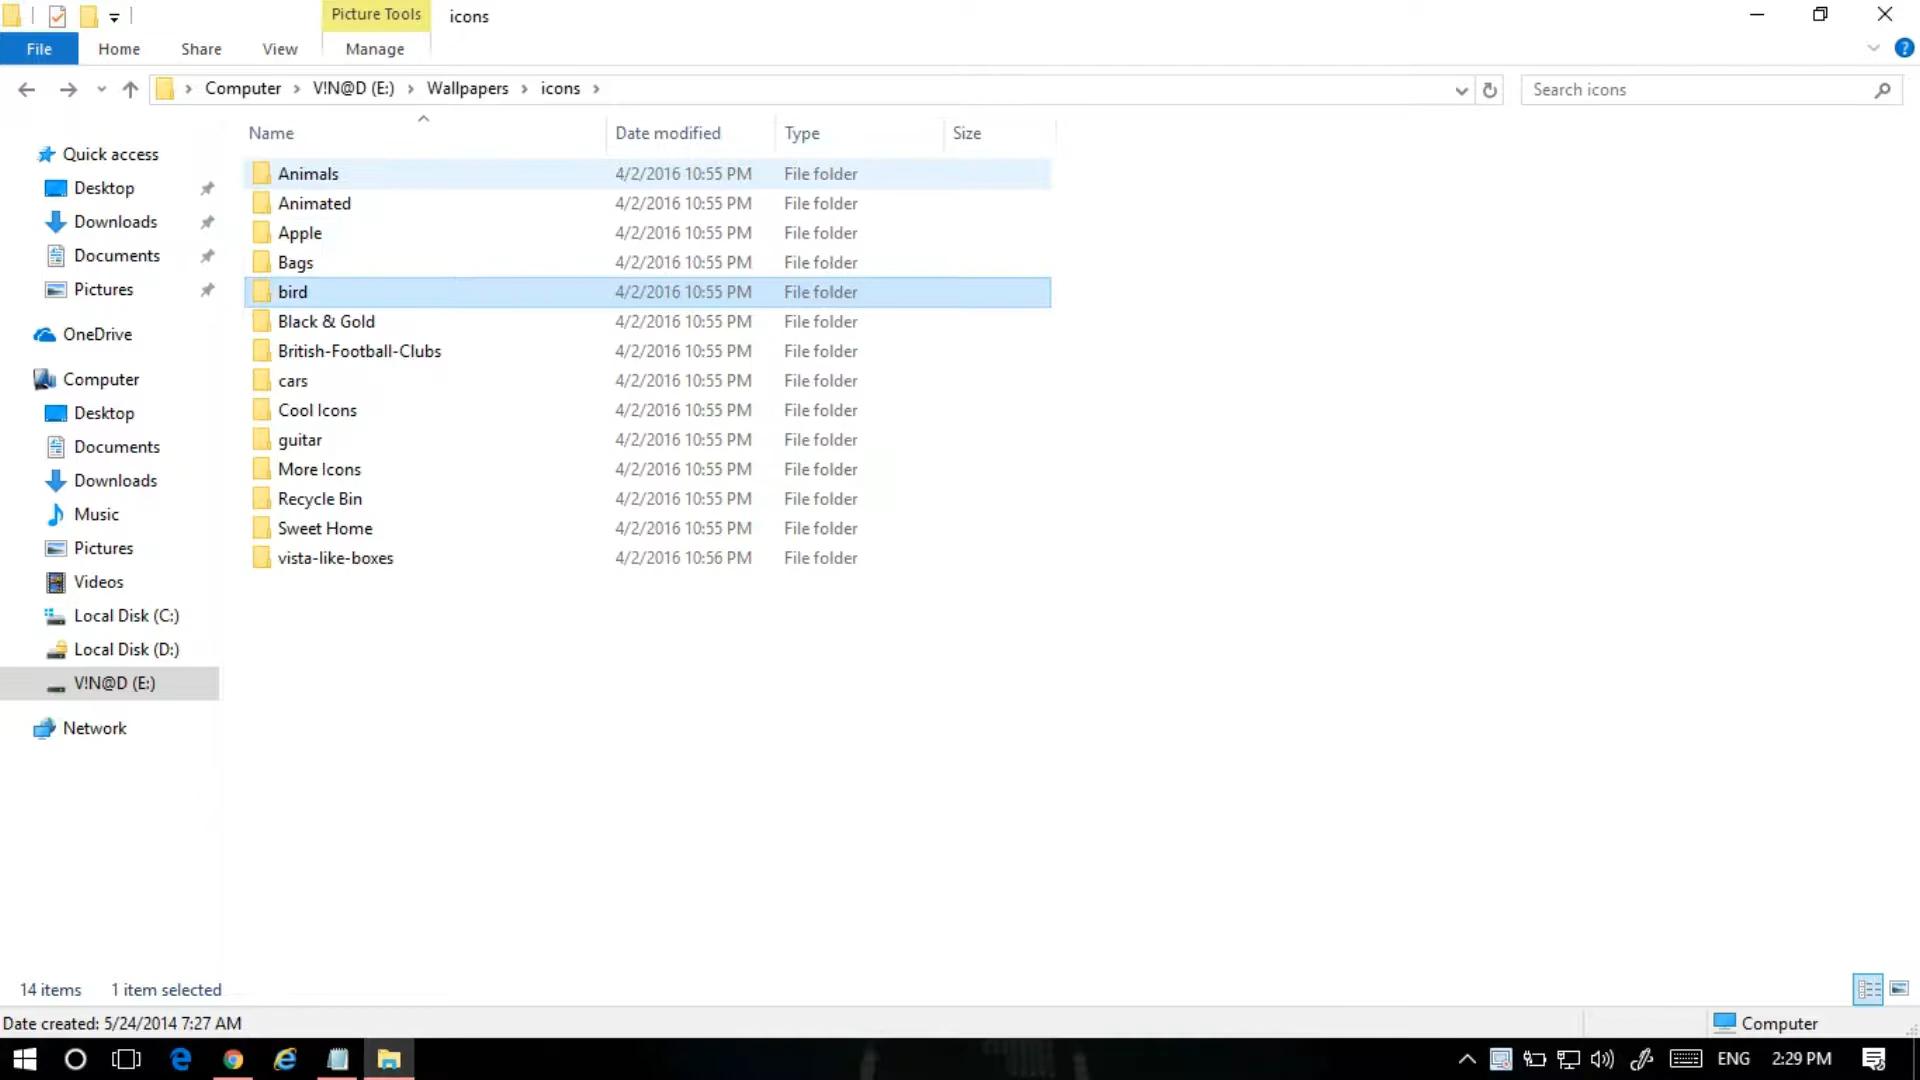 Picture Tools icons
File Home Share View Manage
Computer V!N@D (E:) Wallpapers icons Search icons
Name Date modified Type Size
Quick access
Desktop
Downloads
Documents
Pictures
OneDrive
Computer
Desktop
Documents
Downloads
Music
Pictures
Videos
Local Disk (C:)
Local Disk (D:)
V!N@D (E:)
Network
Animals 4/2/2016 10:55 PM File folder
Animated 4/2/2016 10:55 PM File folder
Apple 4/2/2016 10:55 PM File folder
Bags 4/2/2016 10:55 PM File folder
bird 4/2/2016 10:55 PM File folder
Black & Gold 4/2/2016 10:55 PM File folder
British-Football-Clubs 4/2/2016 10:55 PM File folder
cars 4/2/2016 10:55 PM File folder
Cool Icons 4/2/2016 10:55 PM File folder
guitar 4/2/2016 10:55 PM File folder
More Icons 4/2/2016 10:55 PM File folder
Recycle Bin 4/2/2016 10:55 PM File folder
Sweet Home 4/2/2016 10:55 PM File folder
vista-like-boxes 4/2/2016 10:56 PM File folder
14 items 1 item selected
Date created: 5/24/2014 7:27 AM Computer
ENG 2:29 PM